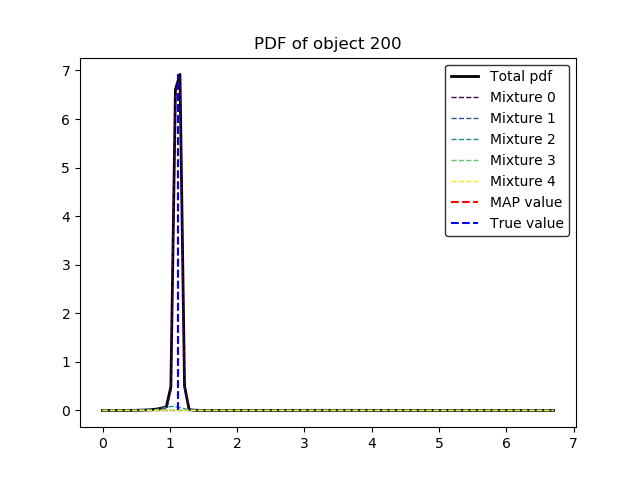 PDF of object 200
7
6
5
4
3
2
1
0
Total pdf
Mixture 0
Mixture 1
Mixture 2
Mixture 3
Mixture 4
MAP value
True value
0 1 2 3 4 5 6 7